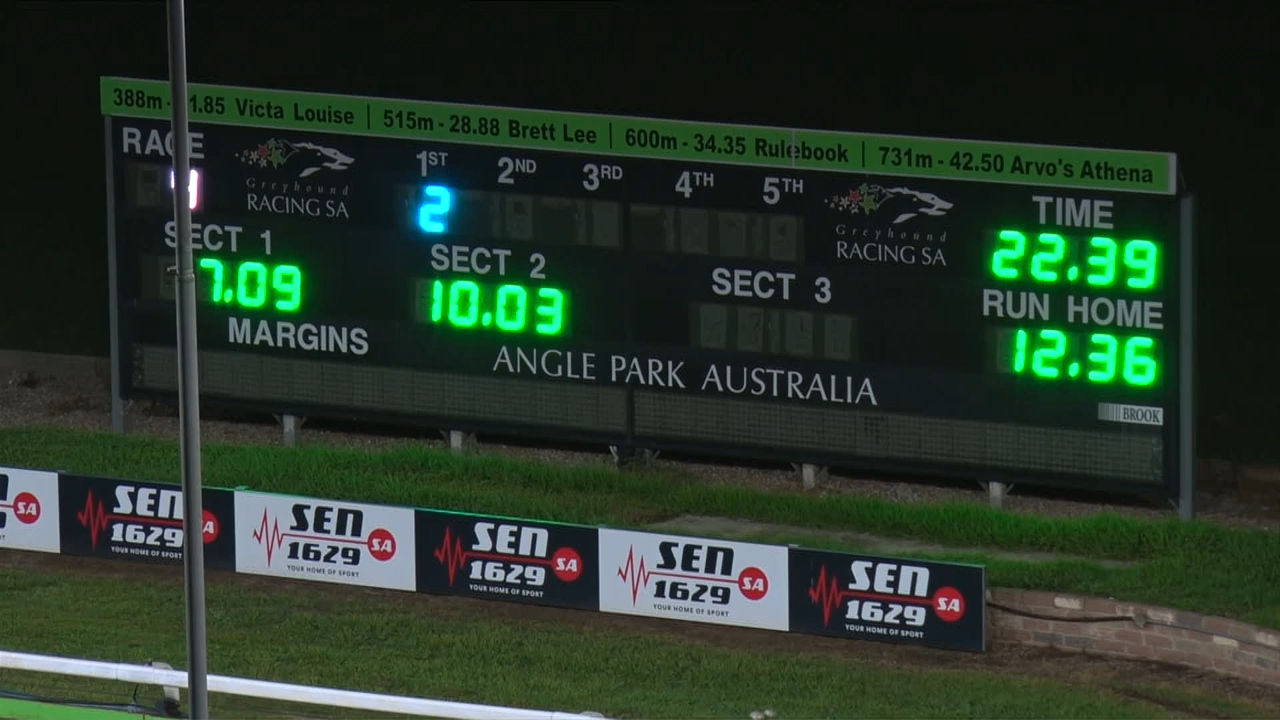 388m - 1.85 Victa Louise | 515m - 28.88 Brett Lee | 600m - 34.35 Rulebook | 731m - 42.50 Arvo's Athena
RACE
4
Greyhound
RACING SA
1ST 2ND 3RD 4TH 5TH
2
Greyhound
RACING SA
TIME
22.39
SECT 1
7.09
SECT 2
10.03
SECT 3
RUN HOME
12.36
MARGINS
ANGLE PARK AUSTRALIA
BROOK
SA
SEN
1629
SA
YOUR HOME OF SPORT
SEN
1629
SA
YOUR HOME OF SPORT
SEN
1629
SA
YOUR HOME OF SPORT
SEN
1629
SA
YOUR HOME OF SPORT
SEN
1629
SA
YOUR HOME OF SPORT